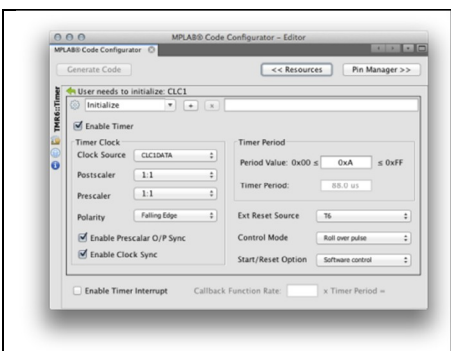 MPLAB® Code Configurator - Editor
MPLAB® Code Configurator
Generate Code << Resources Pin Manager >>
User needs to initialize: CLC1
TMR6::Timer
Initialize + x
Enable Timer
Timer Clock
Clock Source CLC1DATA
Postscaler 1:1
Prescaler 1:1
Polarity Falling Edge
Enable Prescalar O/P Sync
Enable Clock Sync
Timer Period
Period Value: 0x00 ≤ 0xA ≤ 0xFF
Timer Period: 88.0 us
Ext Reset Source T6
Control Mode Roll over pulse
Start/Reset Option Software control
Enable Timer Interrupt Callback Function Rate: x Timer Period =